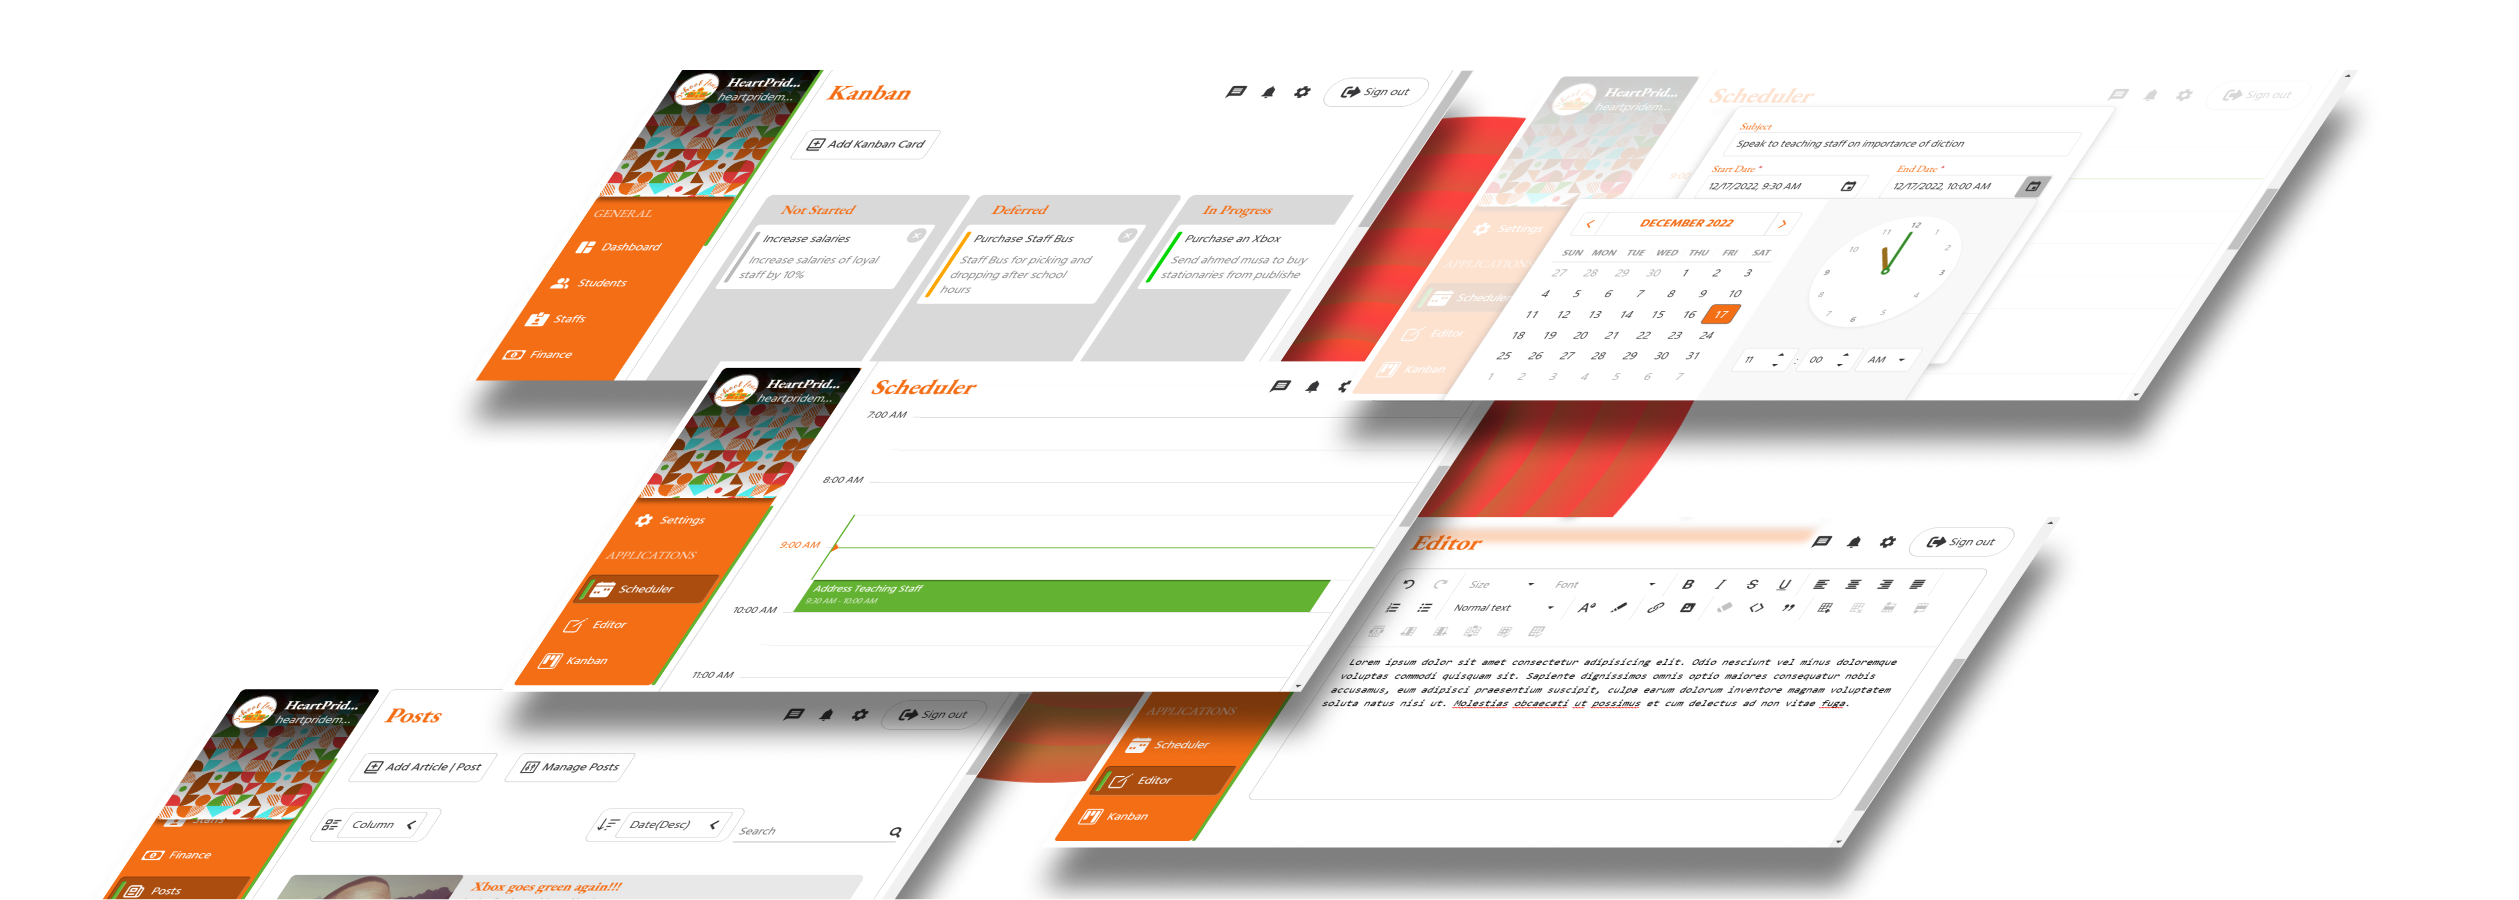 HeartPrid...
heartpridem...
Kanban
Sign out
Add Kanban Card
Not Started
Deferred
In Progress
Increase salaries
Increase salaries of loyal
staff by 10%
Purchase Staff Bus
Staff Bus for picking and
dropping after school
hours
Purchase an Xbox
Send ahmed musa to buy
stationaries from publishe
GENERAL
Dashboard
Students
Staffs
Finance
HeartPrid...
heartpridem...
Scheduler
Sign out
Subject
Speak to teaching staff on importance of diction
Start Date *
End Date *
12/17/2022, 9:30 AM
12/17/2022, 10:00 AM
Settings
APPLICATIONS
Scheduler
Editor
Kanban
DECEMBER 2022
SUN MON TUE WED THU FRI SAT
27 28 29 30 1 2 3
4 5 6 7 8 9 10
11 12 13 14 15 16 17
18 19 20 21 22 23 24
25 26 27 28 29 30 31
1 2 3 4 5 6 7
12 1 2 3 4 5 6 7 8 9 10 11
11 : 00 AM
HeartPrid...
heartpridem...
Scheduler
7:00 AM
8:00 AM
9:00 AM
Address Teaching Staff
9:30 AM - 10:00 AM
10:00 AM
11:00 AM
Settings
APPLICATIONS
Scheduler
Editor
Kanban
Editor
Sign out
Size
Font
B I S U
Normal text
Lorem ipsum dolor sit amet consectetur adipisicing elit. Odio nesciunt vel minus doloremque
voluptas commodi quisquam sit. Sapiente dignissimos omnis optio maiores consequatur nobis
accusamus, eum adipisci praesentium suscipit, culpa earum dolorum inventore magnam voluptatem
soluta natus nisi ut. Molestias obcaecati ut possimus et cum delectus ad non vitae fuga.
APPLICATIONS
Scheduler
Editor
Kanban
HeartPrid...
heartpridem...
Posts
Sign out
Add Article | Post
Manage Posts
Column
Date(Desc)
Search
Staffs
Finance
Posts
Xbox goes green again!!!